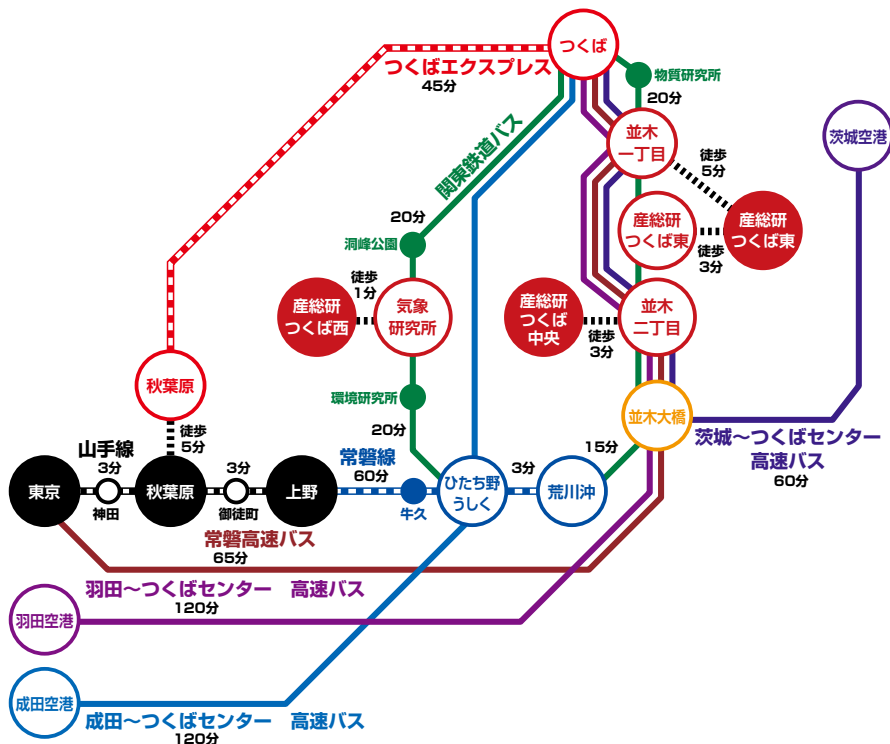 つくば
つくばエクスプレス
45分
物質研究所
20分
並木
一丁目
茨城空港
徒歩
5分
関東鉄道バス
20分
産総研
つくば東
徒歩
3分
産総研
つくば東
洞峰公園
徒歩
1分
産総研
つくば西
気象
研究所
産総研
つくば
中央
徒歩
3分
並木
二丁目
秋葉原
環境研究所
20分
並木大橋
茨城～つくばセンター
高速バス
60分
徒歩
5分
山手線
3分
3分
常磐線
60分
3分
15分
東京
神田
秋葉原
御徒町
上野
牛久
ひたち野
うしく
荒川沖
常磐高速バス
65分
羽田～つくばセンター　高速バス
120分
羽田空港
成田空港
成田～つくばセンター　高速バス
120分